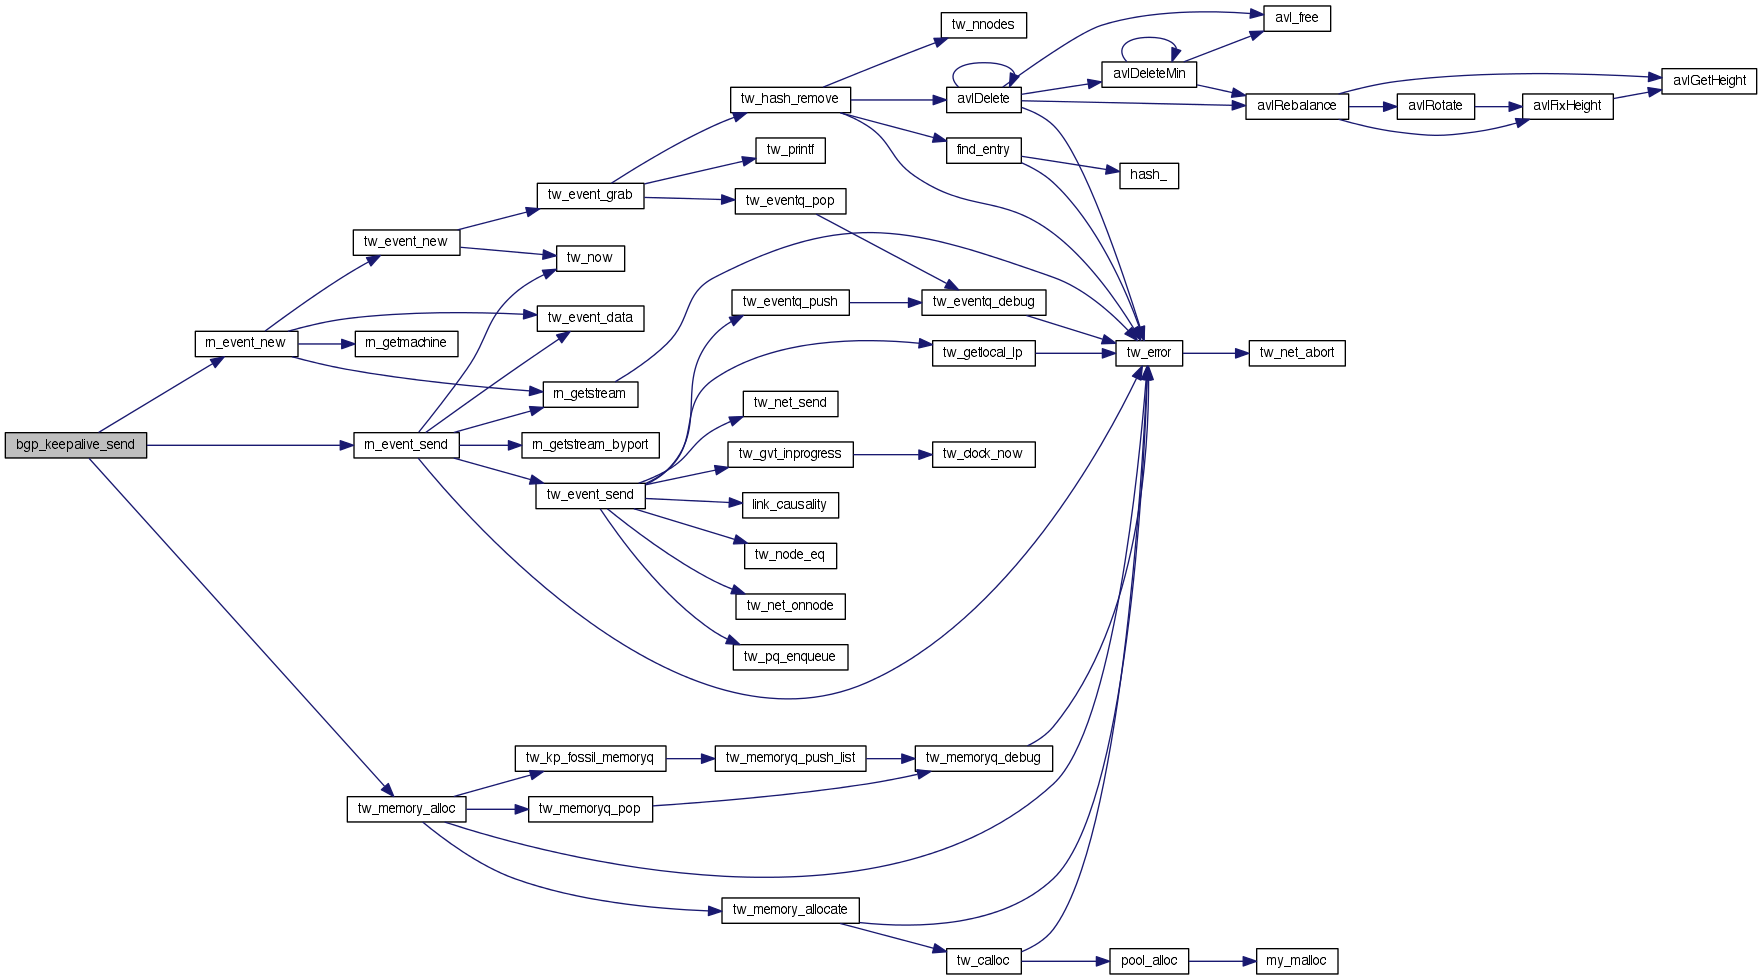 tw_nnodes
avl_free
avlDeleteMin
avlGetHeight
tw_hash_remove
avlDelete
avlRebalance
avlRotate
avlFixHeight
tw_printf
find_entry
hash_
tw_event_grab
tw_eventq_pop
tw_event_new
tw_now
tw_eventq_push
tw_eventq_debug
tw_event_data
rn_event_new
rn_getmachine
tw_getlocal_lp
tw_error
tw_net_abort
rn_getstream
tw_net_send
bgp_keepalive_send
rn_event_send
rn_getstream_byport
tw_gvt_inprogress
tw_clock_now
tw_event_send
link_causality
tw_node_eq
tw_net_onnode
tw_pq_enqueue
tw_kp_fossil_memoryq
tw_memoryq_push_list
tw_memoryq_debug
tw_memory_alloc
tw_memoryq_pop
tw_memory_allocate
tw_calloc
pool_alloc
my_malloc